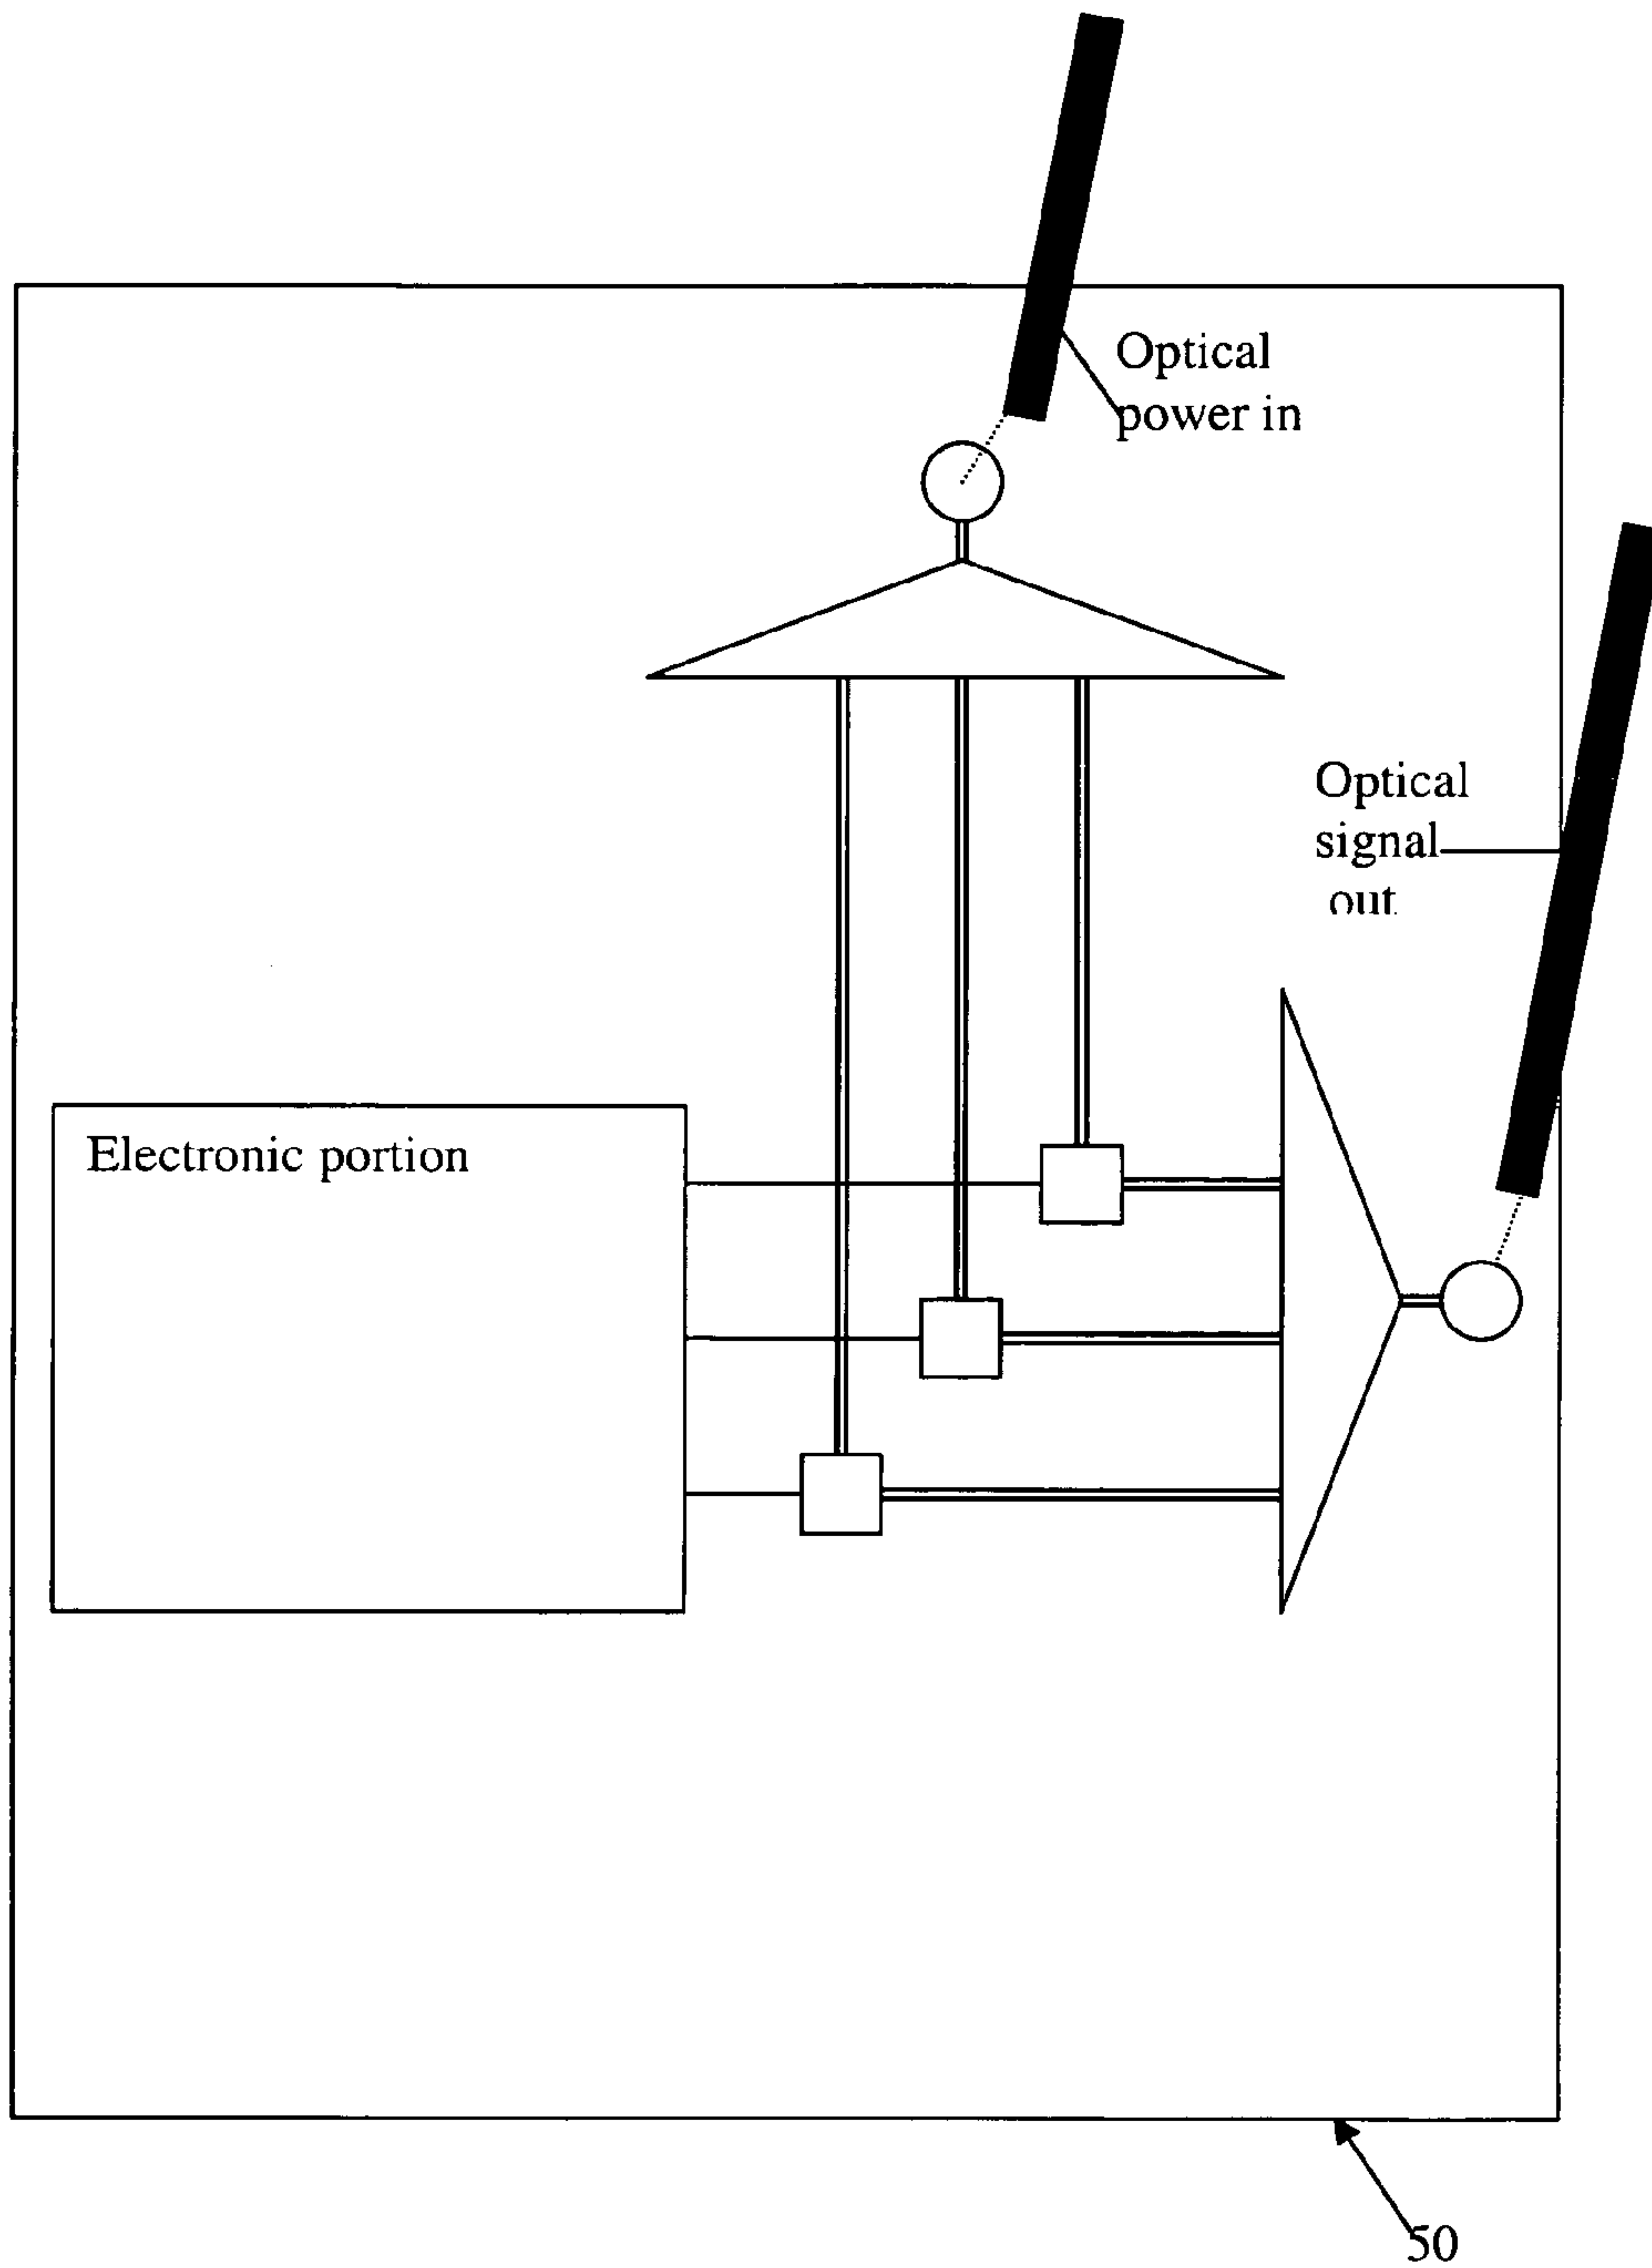 Optical
power in
Optical
signal
out
Electronic portion
50